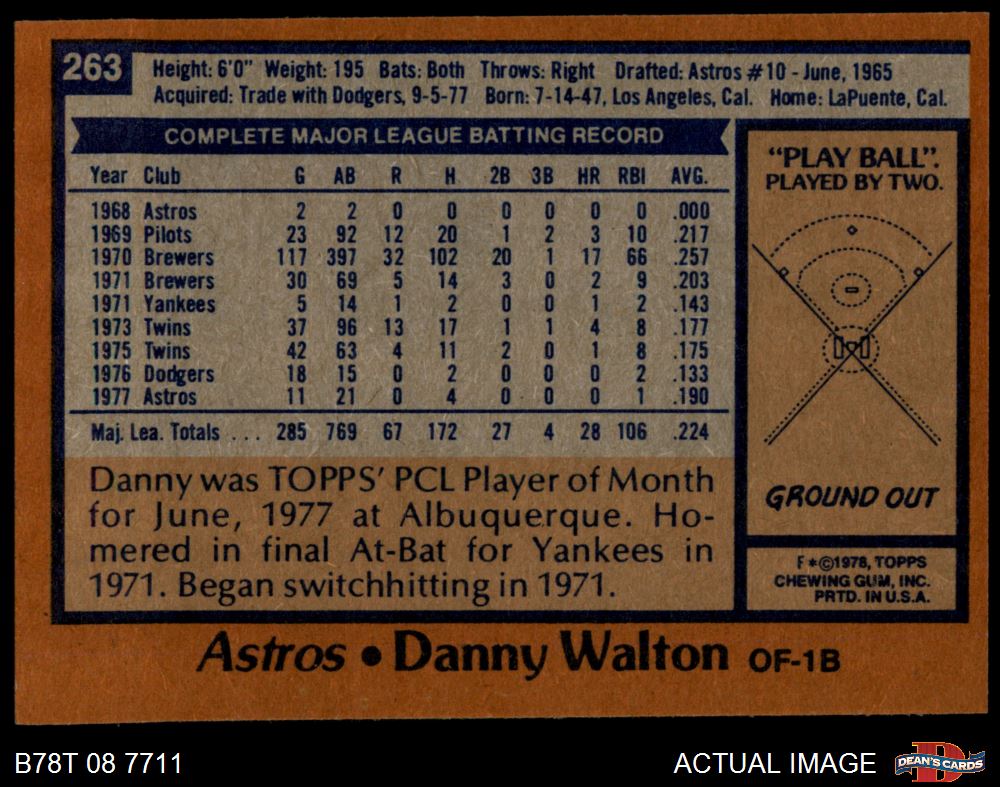 263
Height: 6'0" Weight: 195 Bats: Both Throws: Right Drafted: Astros #10 - June, 1965
Acquired: Trade with Dodgers, 9-5-77 Born: 7-14-47, Los Angeles, Cal. Home: LaPuente, Cal.
COMPLETE MAJOR LEAGUE BATTING RECORD
Year Club G AB R H 2B 3B HR RBI AVG.
1968 Astros 2 2 0 0 0 0 0 0 .000
1969 Pilots 23 92 12 20 1 2 3 10 .217
1970 Brewers 117 397 32 102 20 1 17 66 .257
1971 Brewers 30 69 5 14 3 0 2 9 .203
1971 Yankees 5 14 1 2 0 0 1 2 .143
1973 Twins 37 96 13 17 1 1 4 8 .177
1975 Twins 42 63 4 11 2 0 1 8 .175
1976 Dodgers 18 15 0 2 0 0 0 2 .133
1977 Astros 11 21 0 4 0 0 0 1 .190
Maj. Lea. Totals ... 285 769 67 172 27 4 28 106 .224
Danny was TOPPS' PCL Player of Month
for June, 1977 at Albuquerque. Ho-
mered in final At-Bat for Yankees in
1971. Began switchhitting in 1971.
"PLAY BALL".
PLAYED BY TWO.
GROUND OUT
F *©1978, TOPPS
CHEWING GUM, INC.
PRTD. IN U.S.A.
Astros • Danny Walton OF-1B
B78T 08 7711
ACTUAL IMAGE
DEAN'S CARDS